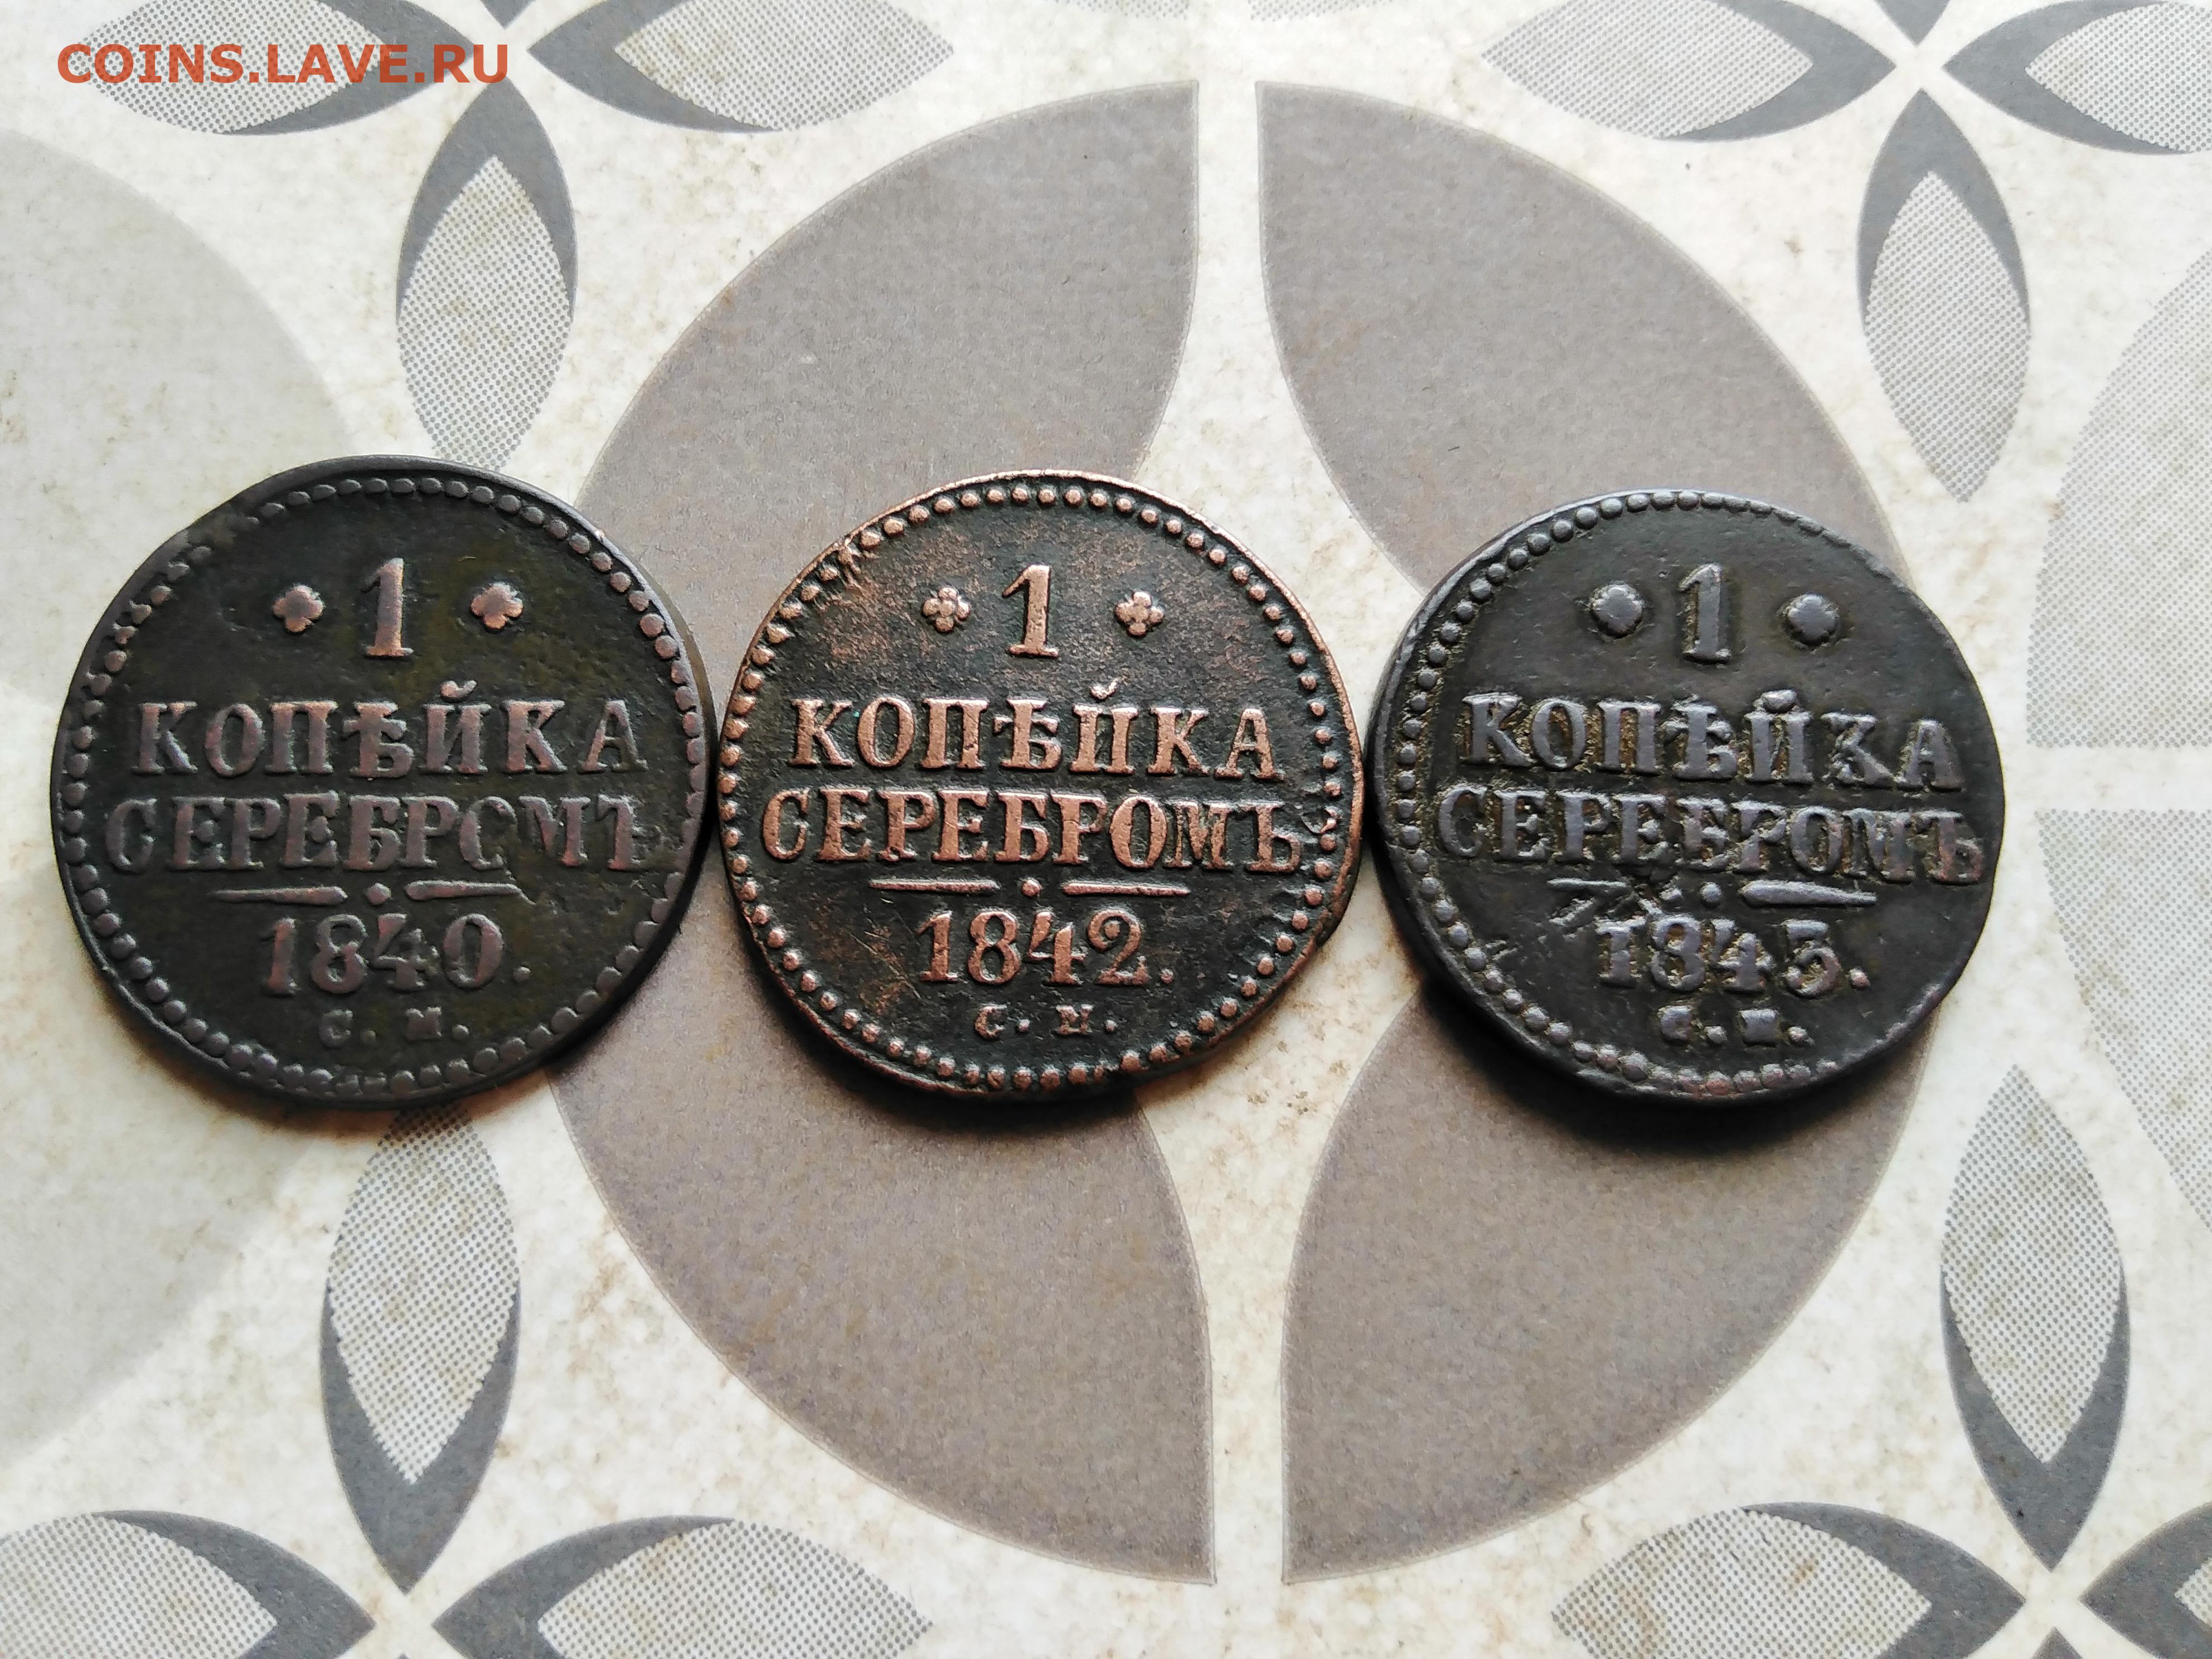 COINS.LAVE.RU
1
КОПѢЙКА
СЕРЕБРОМЪ
1840.
С. М.
1
КОПѢЙКА
СЕРЕБРОМЪ
1842.
С. М.
1
КОПѢЙКА
СЕРЕБРОМЪ
1843.
С. М.